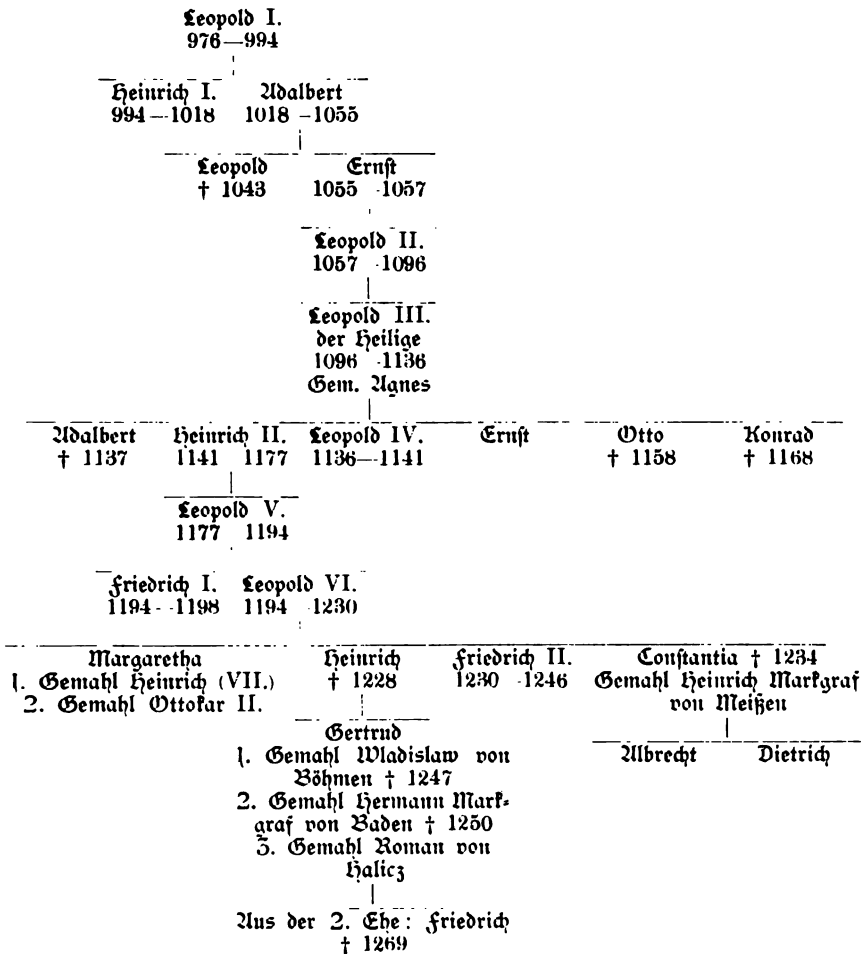 Leopold I.
976—994
Heinrich I. Adalbert
994—1018 1018–1055
Leopold Ernst
† 1043 1055-1057
Leopold II.
1057-1096
Leopold III.
der Heilige
1096-1136
Gem. Agnes
Adalbert Heinrich II. Leopold IV. Ernst Otto Konrad
† 1137 1141 1177 1136—1141 † 1158 † 1168
Leopold V.
1177 1194
Friedrich I. Leopold VI.
1194--1198 1194 1230
Margaretha Heinrich Friedrich II. Constantia † 1234
1. Gemahl Heinrich (VII.) † 1228 1230-1246 Gemahl Heinrich Markgraf
2. Gemahl Ottokar II. von Meißen
Gertrud Albrecht Dietrich
1. Gemahl Wladislaw von
Böhmen † 1247
2. Gemahl Hermann Mark-
graf von Baden † 1250
3. Gemahl Roman von
Halicz
Aus der 2. Ehe: Friedrich
† 1269